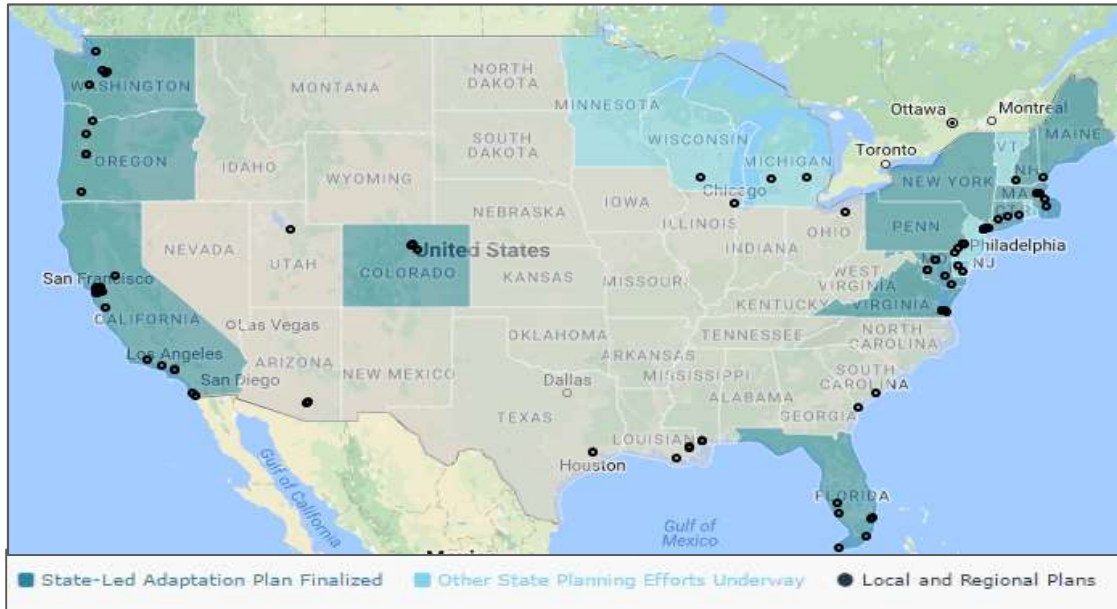 NORTH DAKOTA
WASHINGTON
MONTANA
MINNESOTA
Ottawa
Montreal
MAINE
OREGON
IDAHO
SOUTH DAKOTA
WISCONSIN
MICHIGAN
Toronto
VT
NH
WYOMING
NEW YORK
MA
CT
RI
Chicago
IOWA
NEBRASKA
PENN
NEVADA
UTAH
United States
COLORADO
ILLINOIS
INDIANA
OHIO
Philadelphia
MD
NJ
San Francisco
KANSAS
MISSOURI
WEST VIRGINIA
KENTUCKY
VIRGINIA
CALIFORNIA
Las Vegas
OKLAHOMA
TENNESSEE
NORTH CAROLINA
Los Angeles
ARIZONA
NEW MEXICO
ARKANSAS
MISSISSIPPI
SOUTH CAROLINA
San Diego
Dallas
ALABAMA
GEORGIA
TEXAS
LOUISIANA
Houston
Gulf of California
FLORIDA
Gulf of Mexico
State-Led Adaptation Plan Finalized
Other State Planning Efforts Underway
Local and Regional Plans